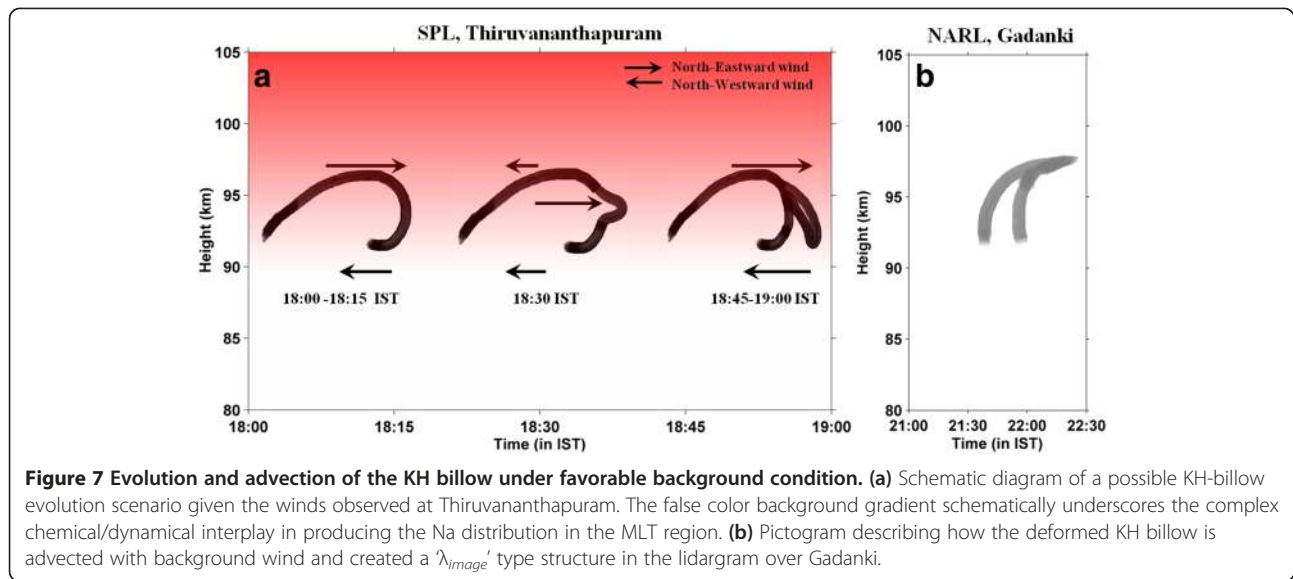 SPL, Thiruvananthapuram
NARL, Gadanki
a
North-Eastward wind
North-Westward wind
b
Height (km)
105
100
95
90
85
80
18:00 -18:15 IST
18:30 IST
18:45-19:00 IST
18:00
18:15
18:30
18:45
19:00
Time (in IST)
Height (km)
105
100
95
90
85
80
21:00
21:30
22:00
22:30
Time (in IST)
Figure 7 Evolution and advection of the KH billow under favorable background condition. (a) Schematic diagram of a possible KH-billow
evolution scenario given the winds observed at Thiruvananthapuram. The false color background gradient schematically underscores the complex
chemical/dynamical interplay in producing the Na distribution in the MLT region. (b) Pictogram describing how the deformed KH billow is
advected with background wind and created a ‘λimage’ type structure in the lidargram over Gadanki.